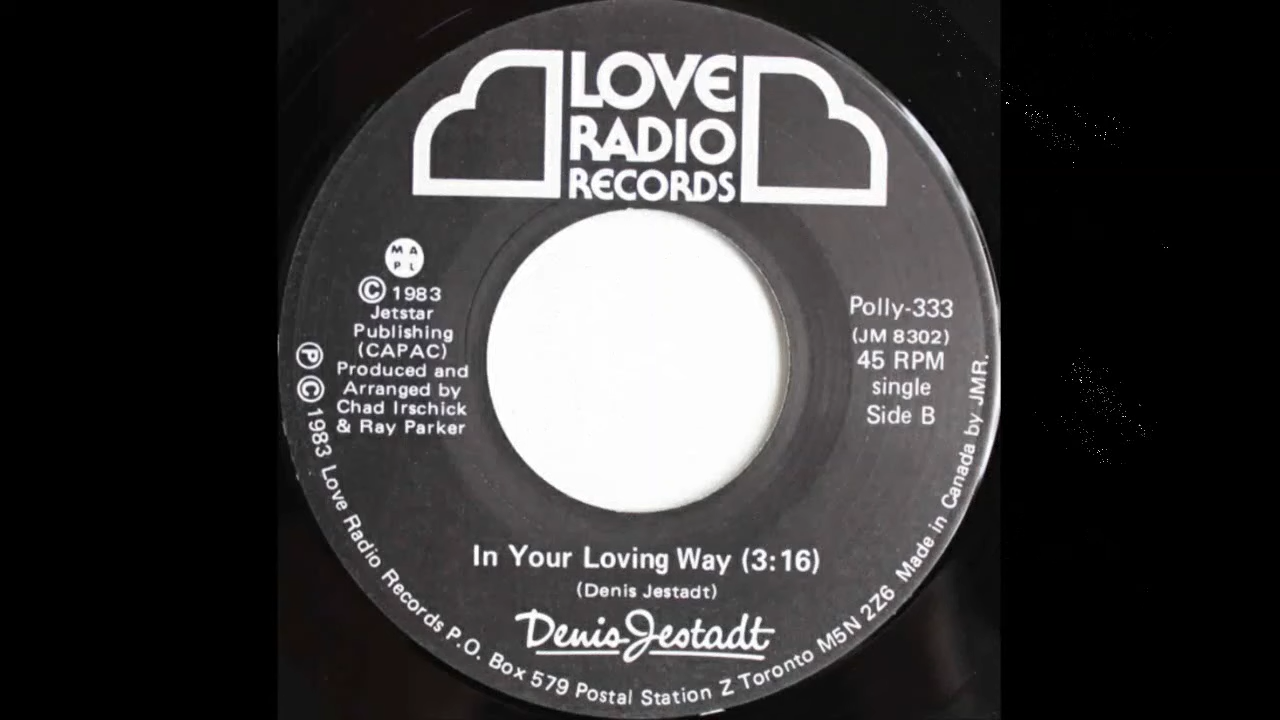 LOVE
RADIO
RECORDS
M A
P L
© 1983
Jetstar
Publishing
(CAPAC)
Produced and
Arranged by
Chad Irschick
& Ray Parker
Polly-333
(JM 8302)
45 RPM
single
Side B
In Your Loving Way (3:16)
(Denis Jestadt)
Denis Jestadt
℗ © 1983 Love Radio Records P.O. Box 579 Postal Station Z Toronto M5N 2Z6 Made in Canada by JMR.